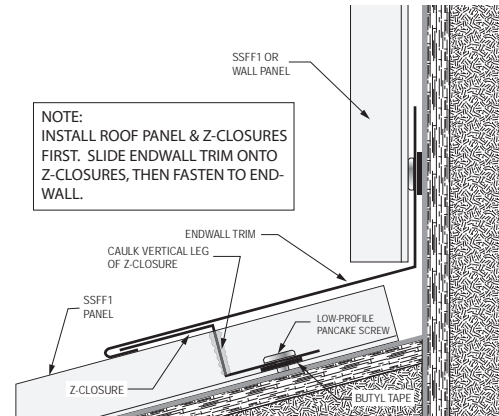 SSFF1 OR
WALL PANEL
NOTE:
INSTALL ROOF PANEL & Z-CLOSURES
FIRST.  SLIDE ENDWALL TRIM ONTO
Z-CLOSURES, THEN FASTEN TO END-
WALL.
ENDWALL TRIM
CAULK VERTICAL LEG
OF Z-CLOSURE
SSFF1
PANEL
LOW-PROFILE
PANCAKE SCREW
Z-CLOSURE
BUTYL TAPE